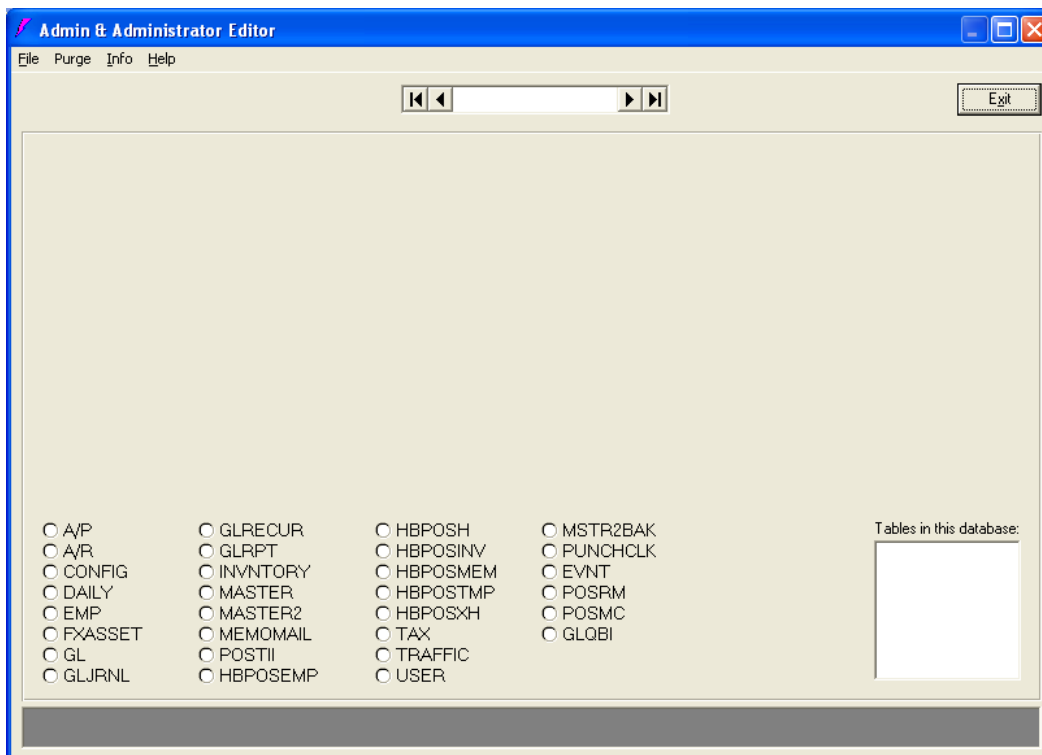 Admin & Administrator Editor
File Purge Info Help
Exit
A/P GLRECUR HBPOSH MSTR2BAK Tables in this database:
A/R GLRPT HBPOSINV PUNCHCLK
CONFIG INVNTORY HBPOSMEM EVNT
DAILY MASTER HBPOSTMP POSRM
EMP MASTER2 HBPOSXH POSMC
FXASSET MEMOMAIL TAX GLQBI
GL POSTII TRAFFIC
GLJRNL HBPOSEMP USER